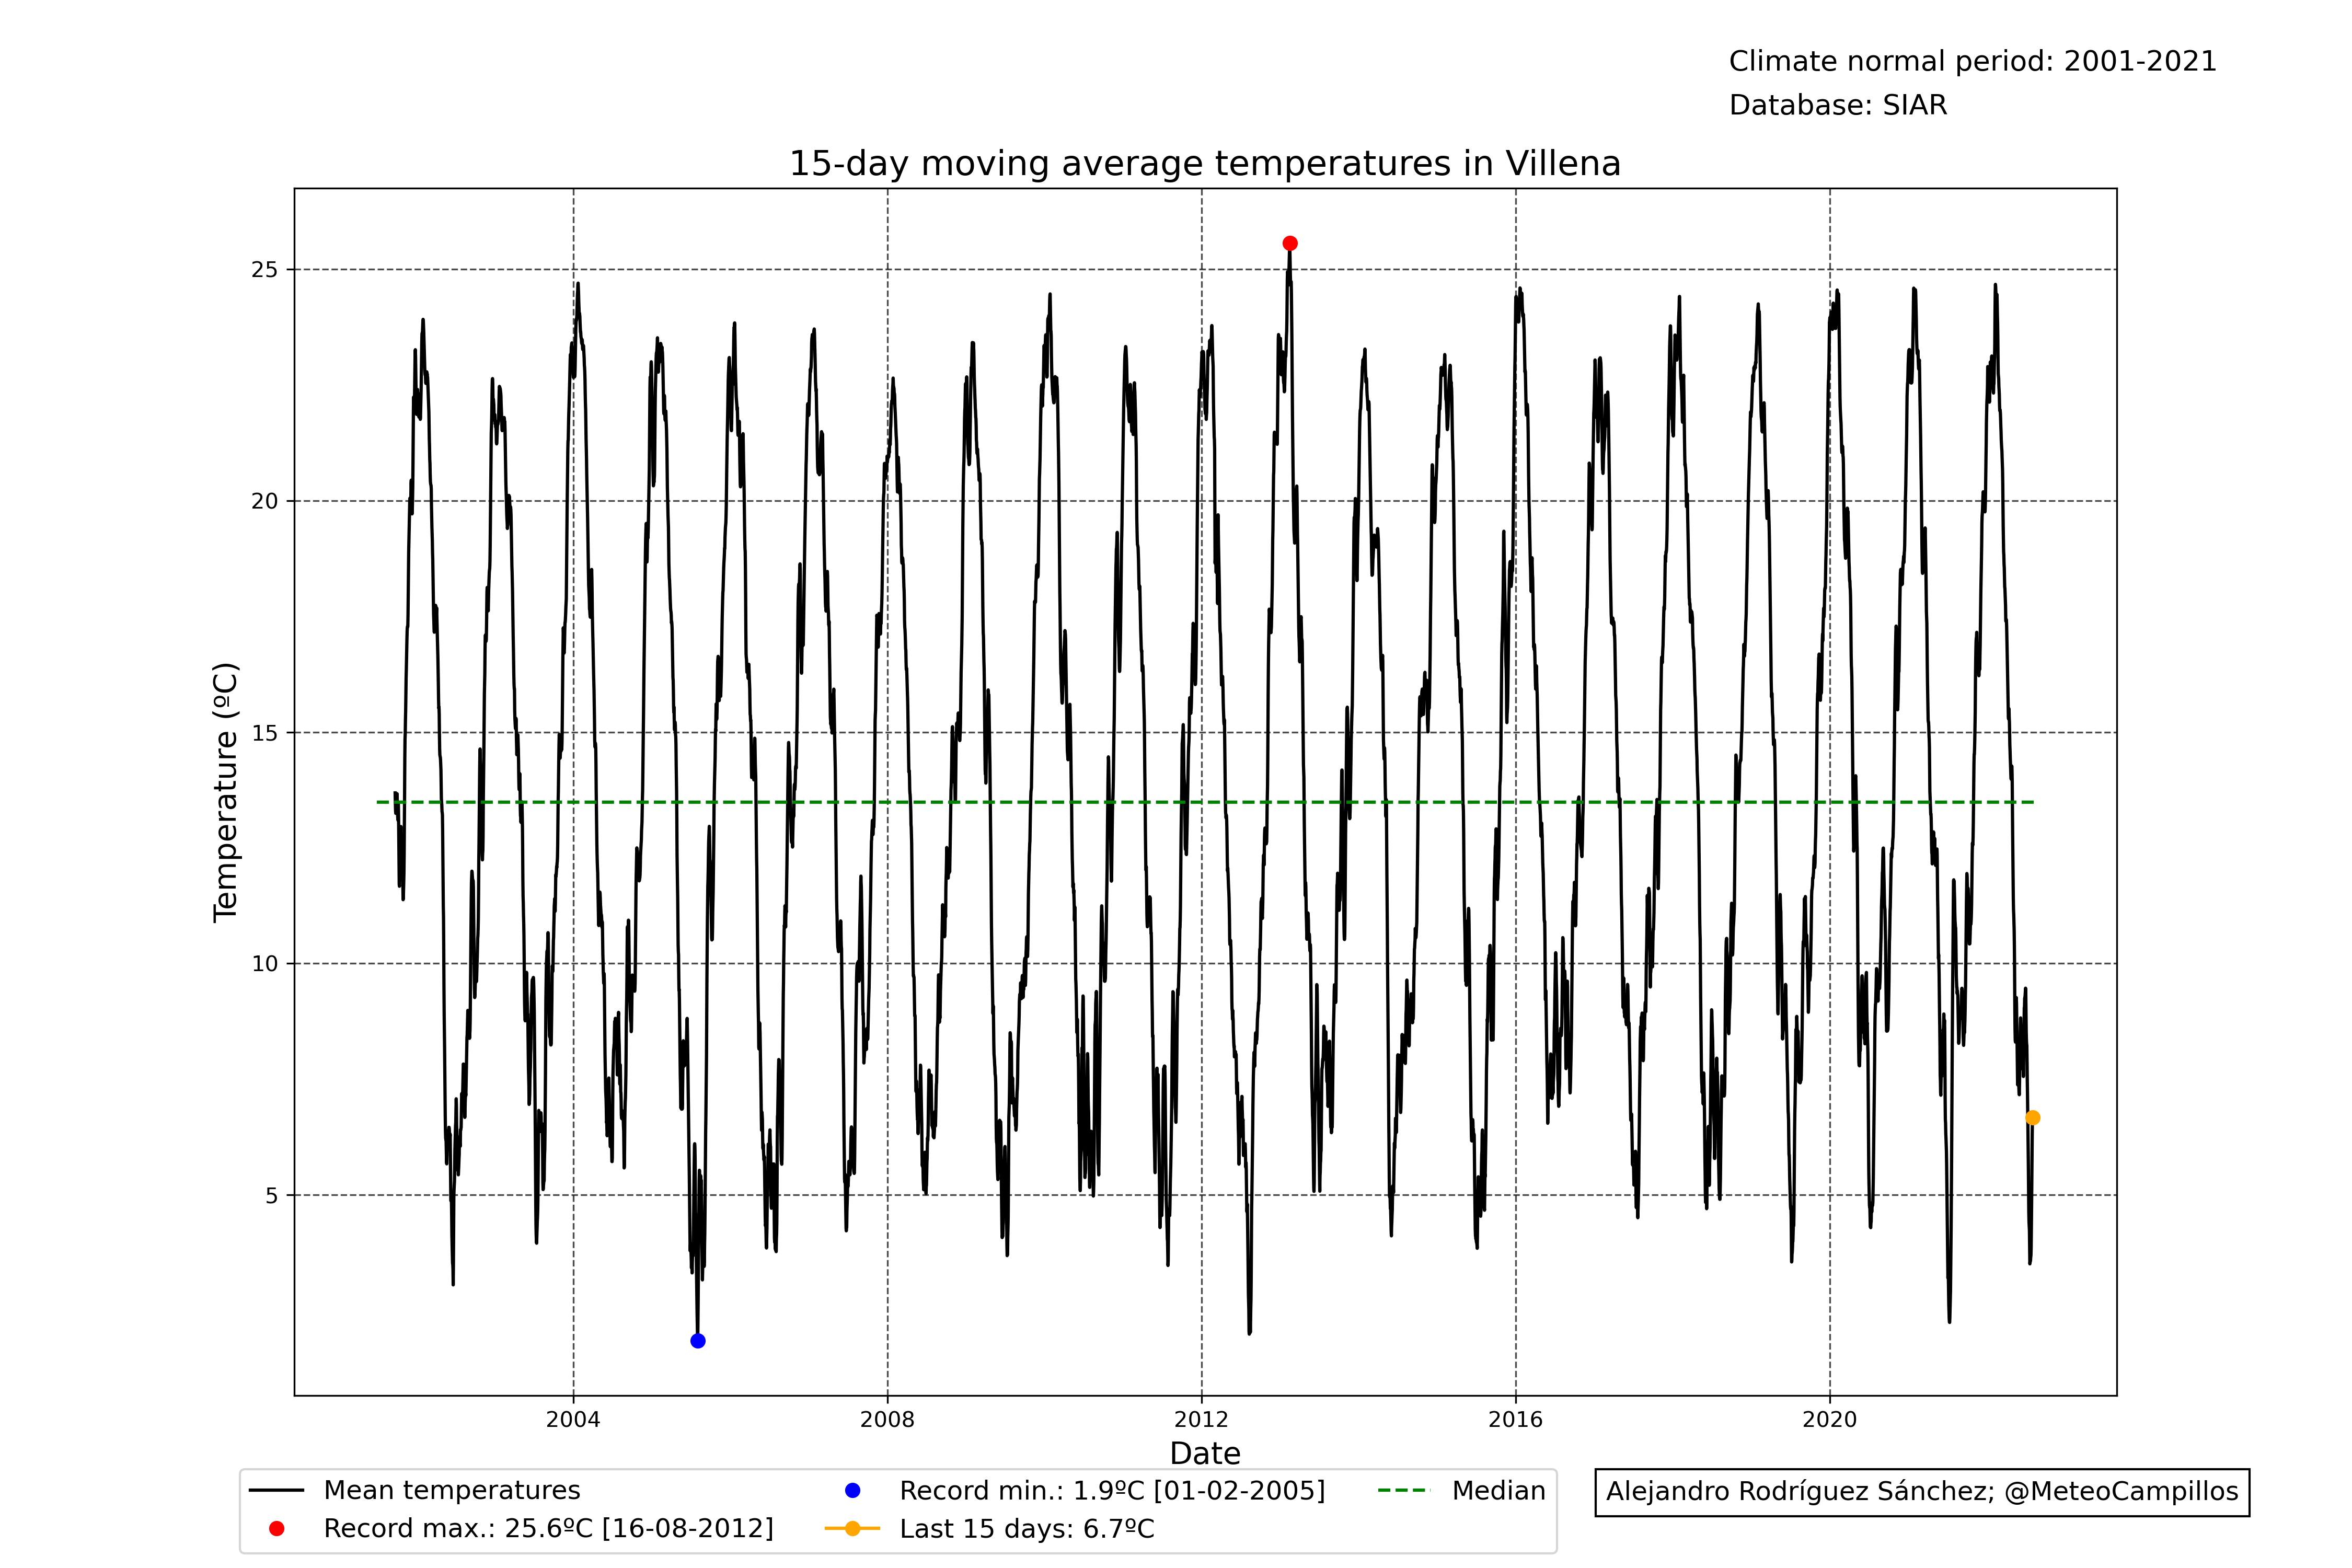 Climate normal period: 2001-2021
Database: SIAR
15-day moving average temperatures in Villena
25
20
15
10
5
Temperature (ºC)
2004
2008
2012
2016
2020
Date
Mean temperatures
Record max.: 25.6ºC [16-08-2012]
Record min.: 1.9ºC [01-02-2005]
Last 15 days: 6.7ºC
Median
Alejandro Rodríguez Sánchez; @MeteoCampillos